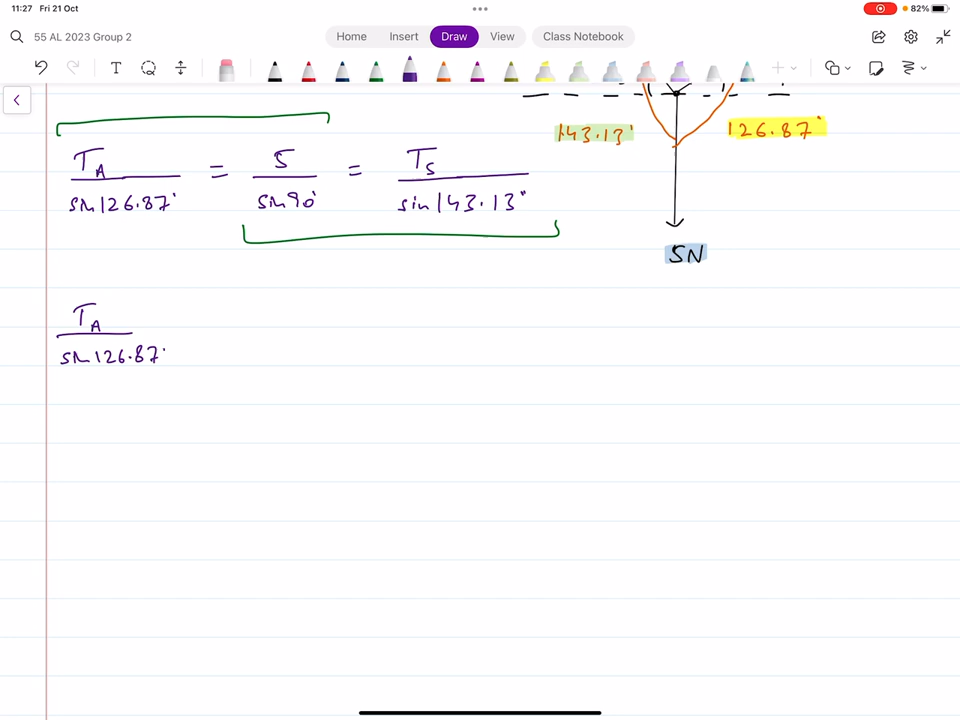 11:27 Fri 21 Oct
82%
55 AL 2023 Group 2
Home Insert Draw View Class Notebook
143.13° 126.87°
T_A / sin126.87° = 5 / sin90° = T_S / sin143.13°
5N
T_A / sin126.87°